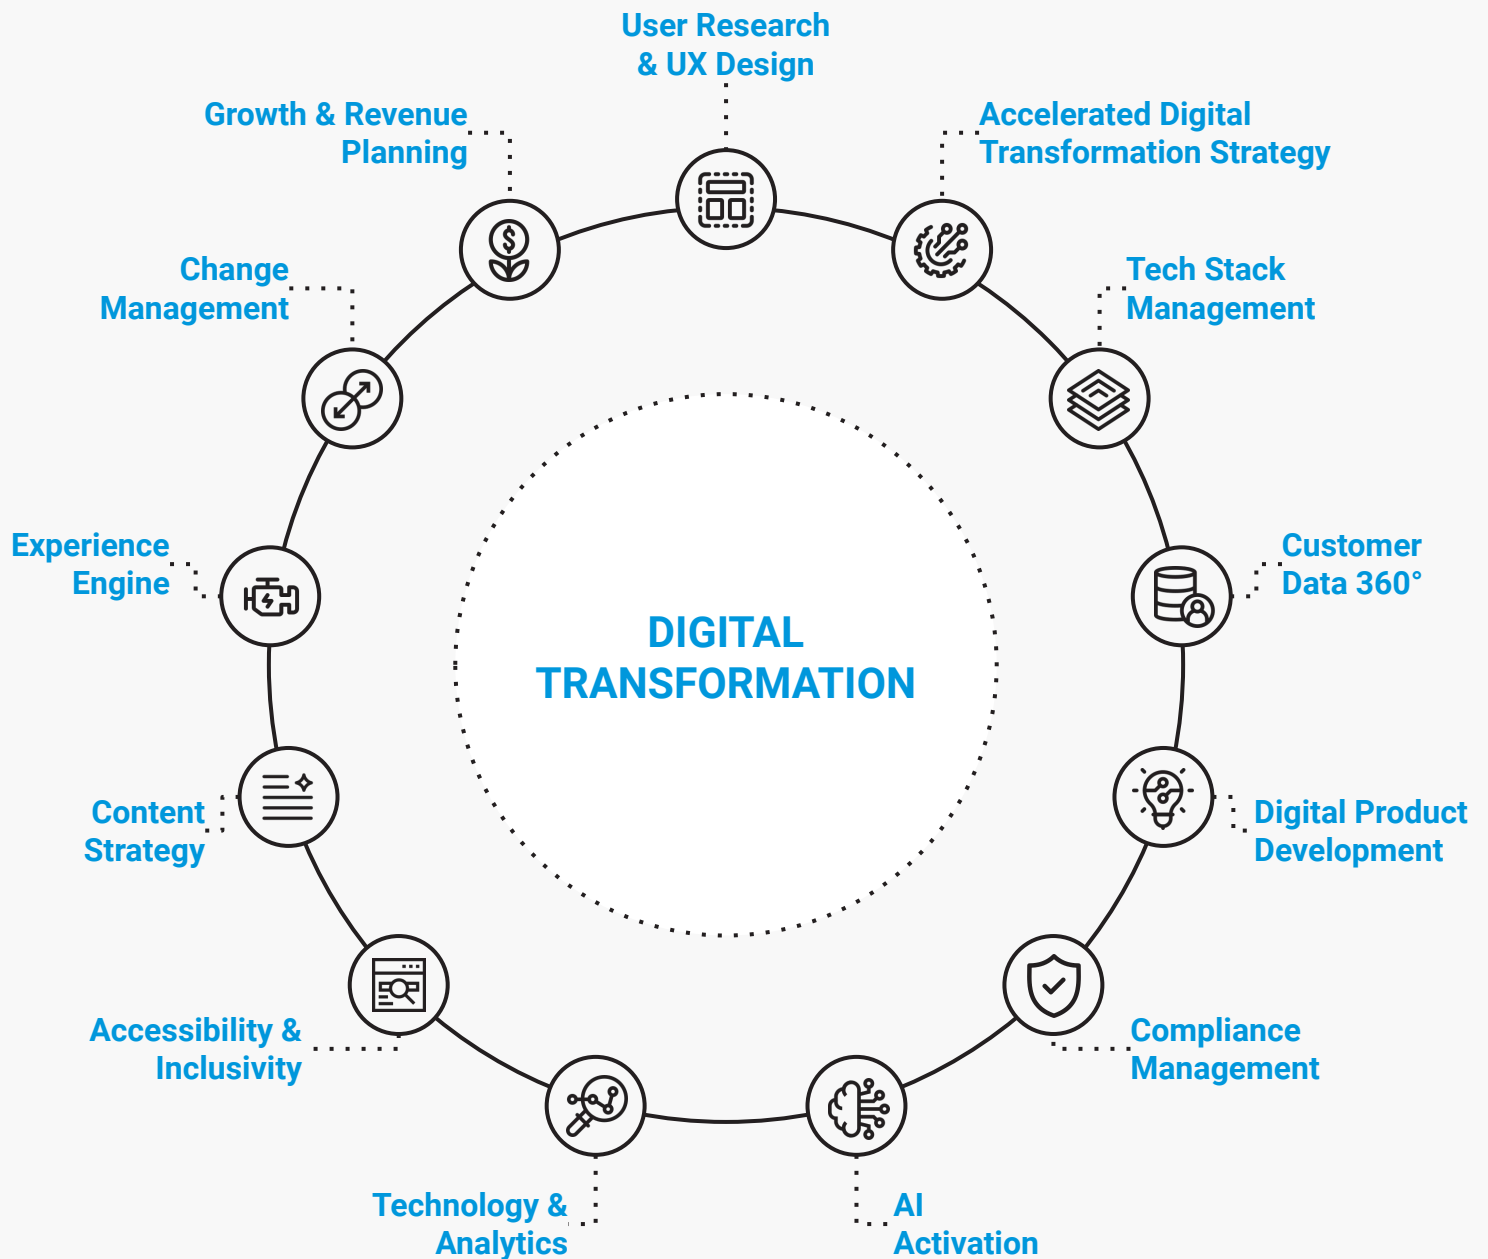 User Research
& UX Design
Accelerated Digital
Transformation Strategy
Tech Stack
Management
Customer
Data 360°
Digital Product
Development
Compliance
Management
AI
Activation
Technology &
Analytics
Accessibility &
Inclusivity
Content
Strategy
Experience
Engine
Change
Management
Growth & Revenue
Planning
DIGITAL
TRANSFORMATION